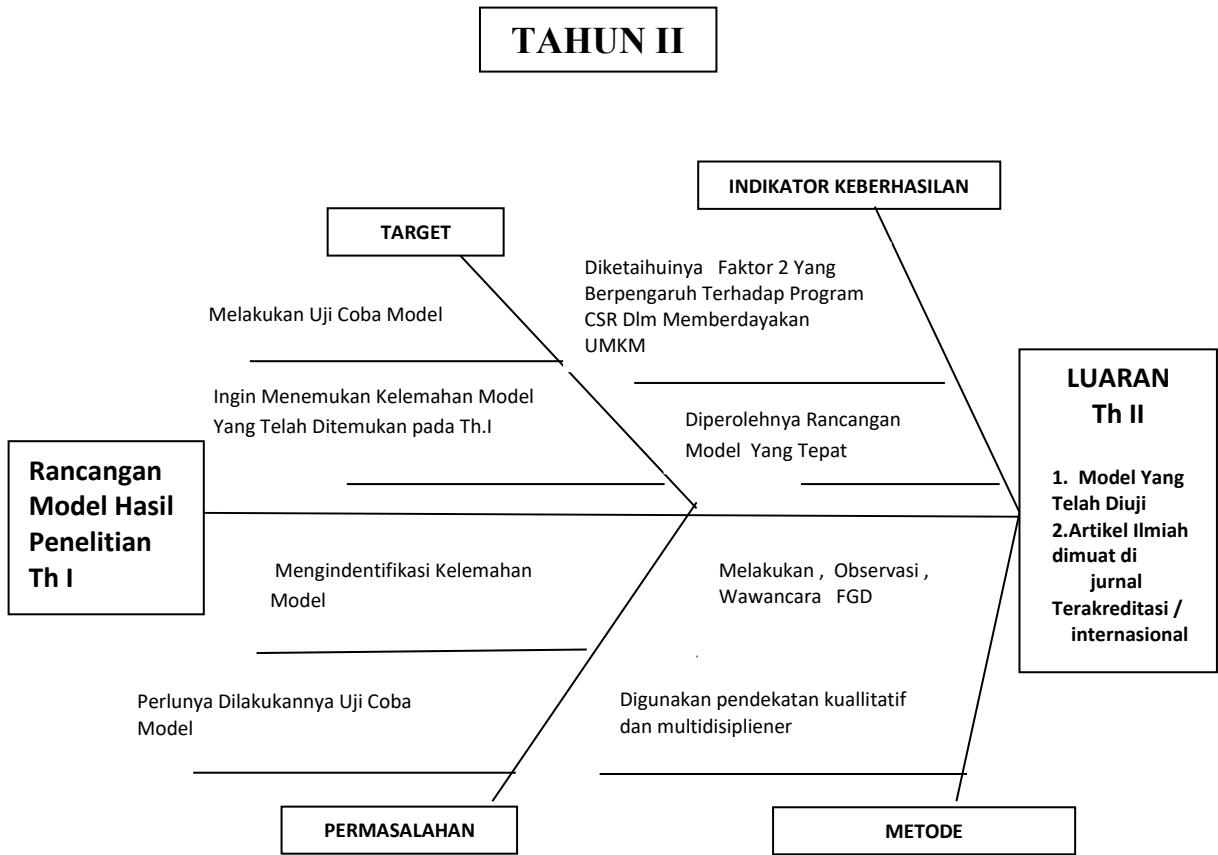 TAHUN II
INDIKATOR KEBERHASILAN
TARGET
Diketaihuinya Faktor 2 Yang
Berpengaruh Terhadap Program
CSR Dlm Memberdayakan
UMKM
Melakukan Uji Coba Model
Ingin Menemukan Kelemahan Model
Yang Telah Ditemukan pada Th.I
Diperolehnya Rancangan
Model Yang Tepat
Rancangan
Model Hasil
Penelitian
Th I
LUARAN
Th II
1. Model Yang
Telah Diuji
2.Artikel Ilmiah
dimuat di
jurnal
Terakreditasi /
internasional
Mengindentifikasi Kelemahan
Model
Melakukan , Observasi ,
Wawancara FGD
Perlunya Dilakukannya Uji Coba
Model
Digunakan pendekatan kuallitatif
dan multidisipliener
PERMASALAHAN
METODE